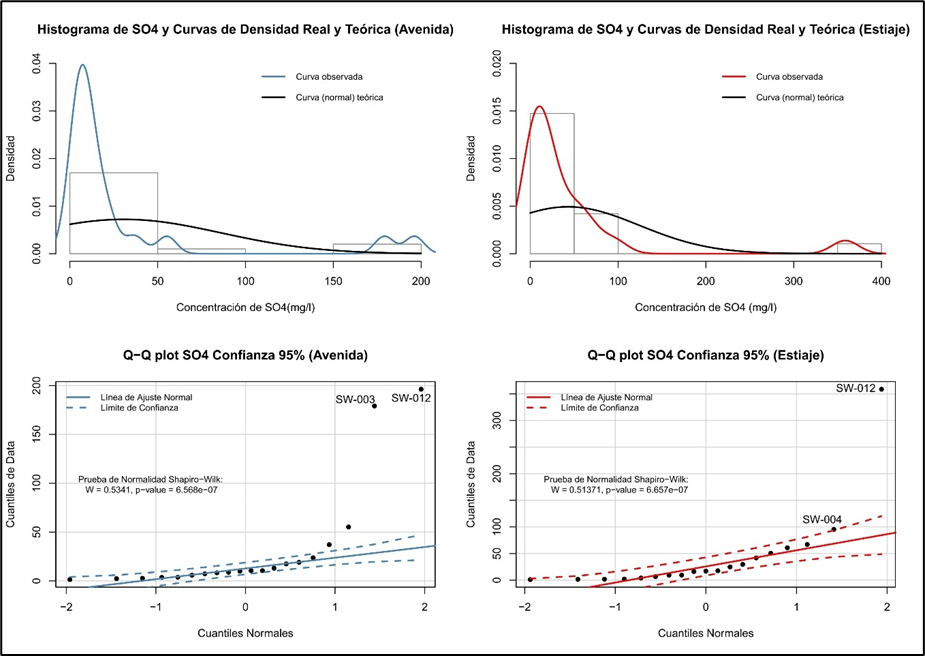 Histograma de SO4 y Curvas de Densidad Real y Teórica (Avenida)
Densidad
0.00
0.01
0.02
0.03
0.04
Curva observada
Curva (normal) teórica
0
50
100
150
200
Concentración de SO4(mg/l)
Histograma de SO4 y Curvas de Densidad Real y Teórica (Estiaje)
Densidad
0.000
0.005
0.010
0.015
0.020
Curva observada
Curva (normal) teórica
0
100
200
300
400
Concentración de SO4 (mg/l)
Q−Q plot SO4 Confianza 95% (Avenida)
Cuantiles de Data
0
50
100
150
200
Línea de Ajuste Normal
Límite de Confianza
SW-003
SW-012
Prueba de Normalidad Shapiro-Wilk:
W = 0.5341, p-value = 6.568e-07
−2
−1
0
1
2
Cuantiles Normales
Q−Q plot SO4 Confianza 95% (Estiaje)
Cuantiles de Data
0
50
100
200
300
Línea de Ajuste Normal
Límite de Confianza
SW-012
SW-004
Prueba de Normalidad Shapiro-Wilk:
W = 0.51371, p-value = 6.657e-07
−2
−1
0
1
2
Cuantiles Normales